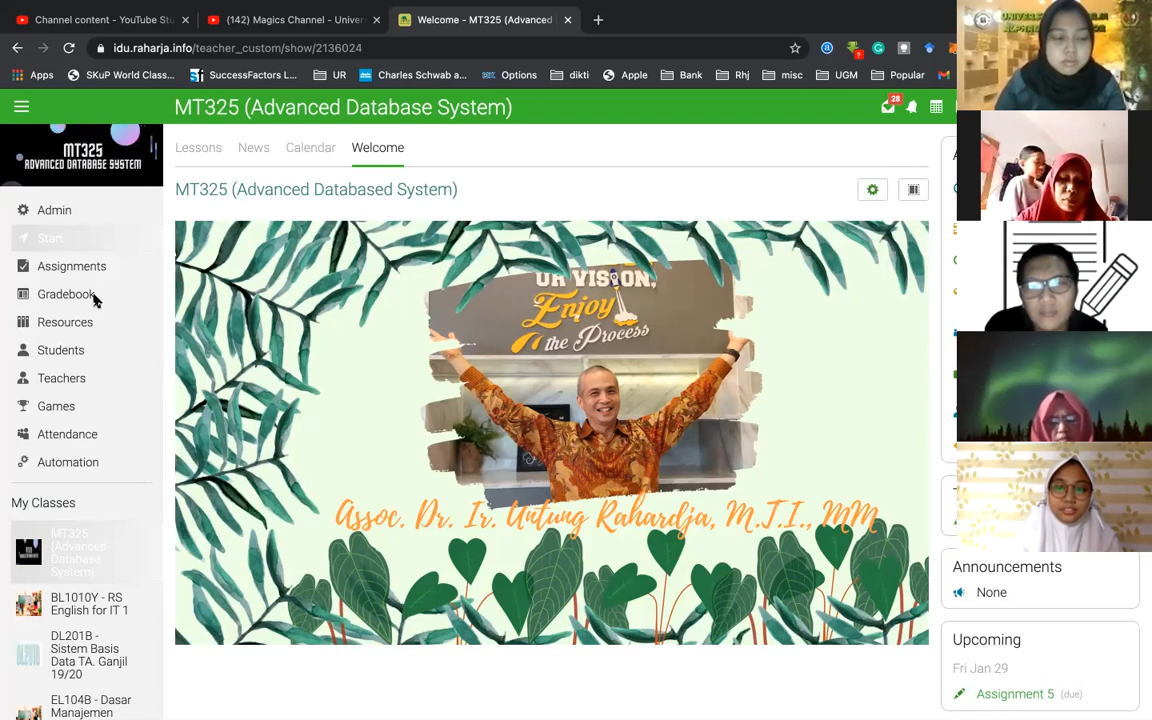 Channel content - YouTube Stu
(142) Magics Channel - Univer
Welcome - MT325 (Advanced
idu.raharja.info/teacher_custom/show/2136024
Apps
SKuP World Class...
SuccessFactors L...
UR
Charles Schwab a...
Options
dikti
Apple
Bank
Rhj
misc
UGM
Popular
MT325 (Advanced Database System)
28
MT325
ADVANCED DATABASE SYSTEM
Lessons
News
Calendar
Welcome
MT325 (Advanced Databased System)
Admin
Start
Assignments
Gradebook
Resources
Students
Teachers
Games
Attendance
Automation
My Classes
MT325
(Advanced
Database
System)
BL1010Y - RS
English for IT 1
DL201B -
Sistem Basis
Data TA. Ganjil
19/20
EL104B - Dasar
Manajemen
UR VISION,
Enjoy
the Process
Assoc. Dr. Ir. Untung Rahardja, M.T.I., MM
Announcements
None
Upcoming
Fri Jan 29
Assignment 5 (due)